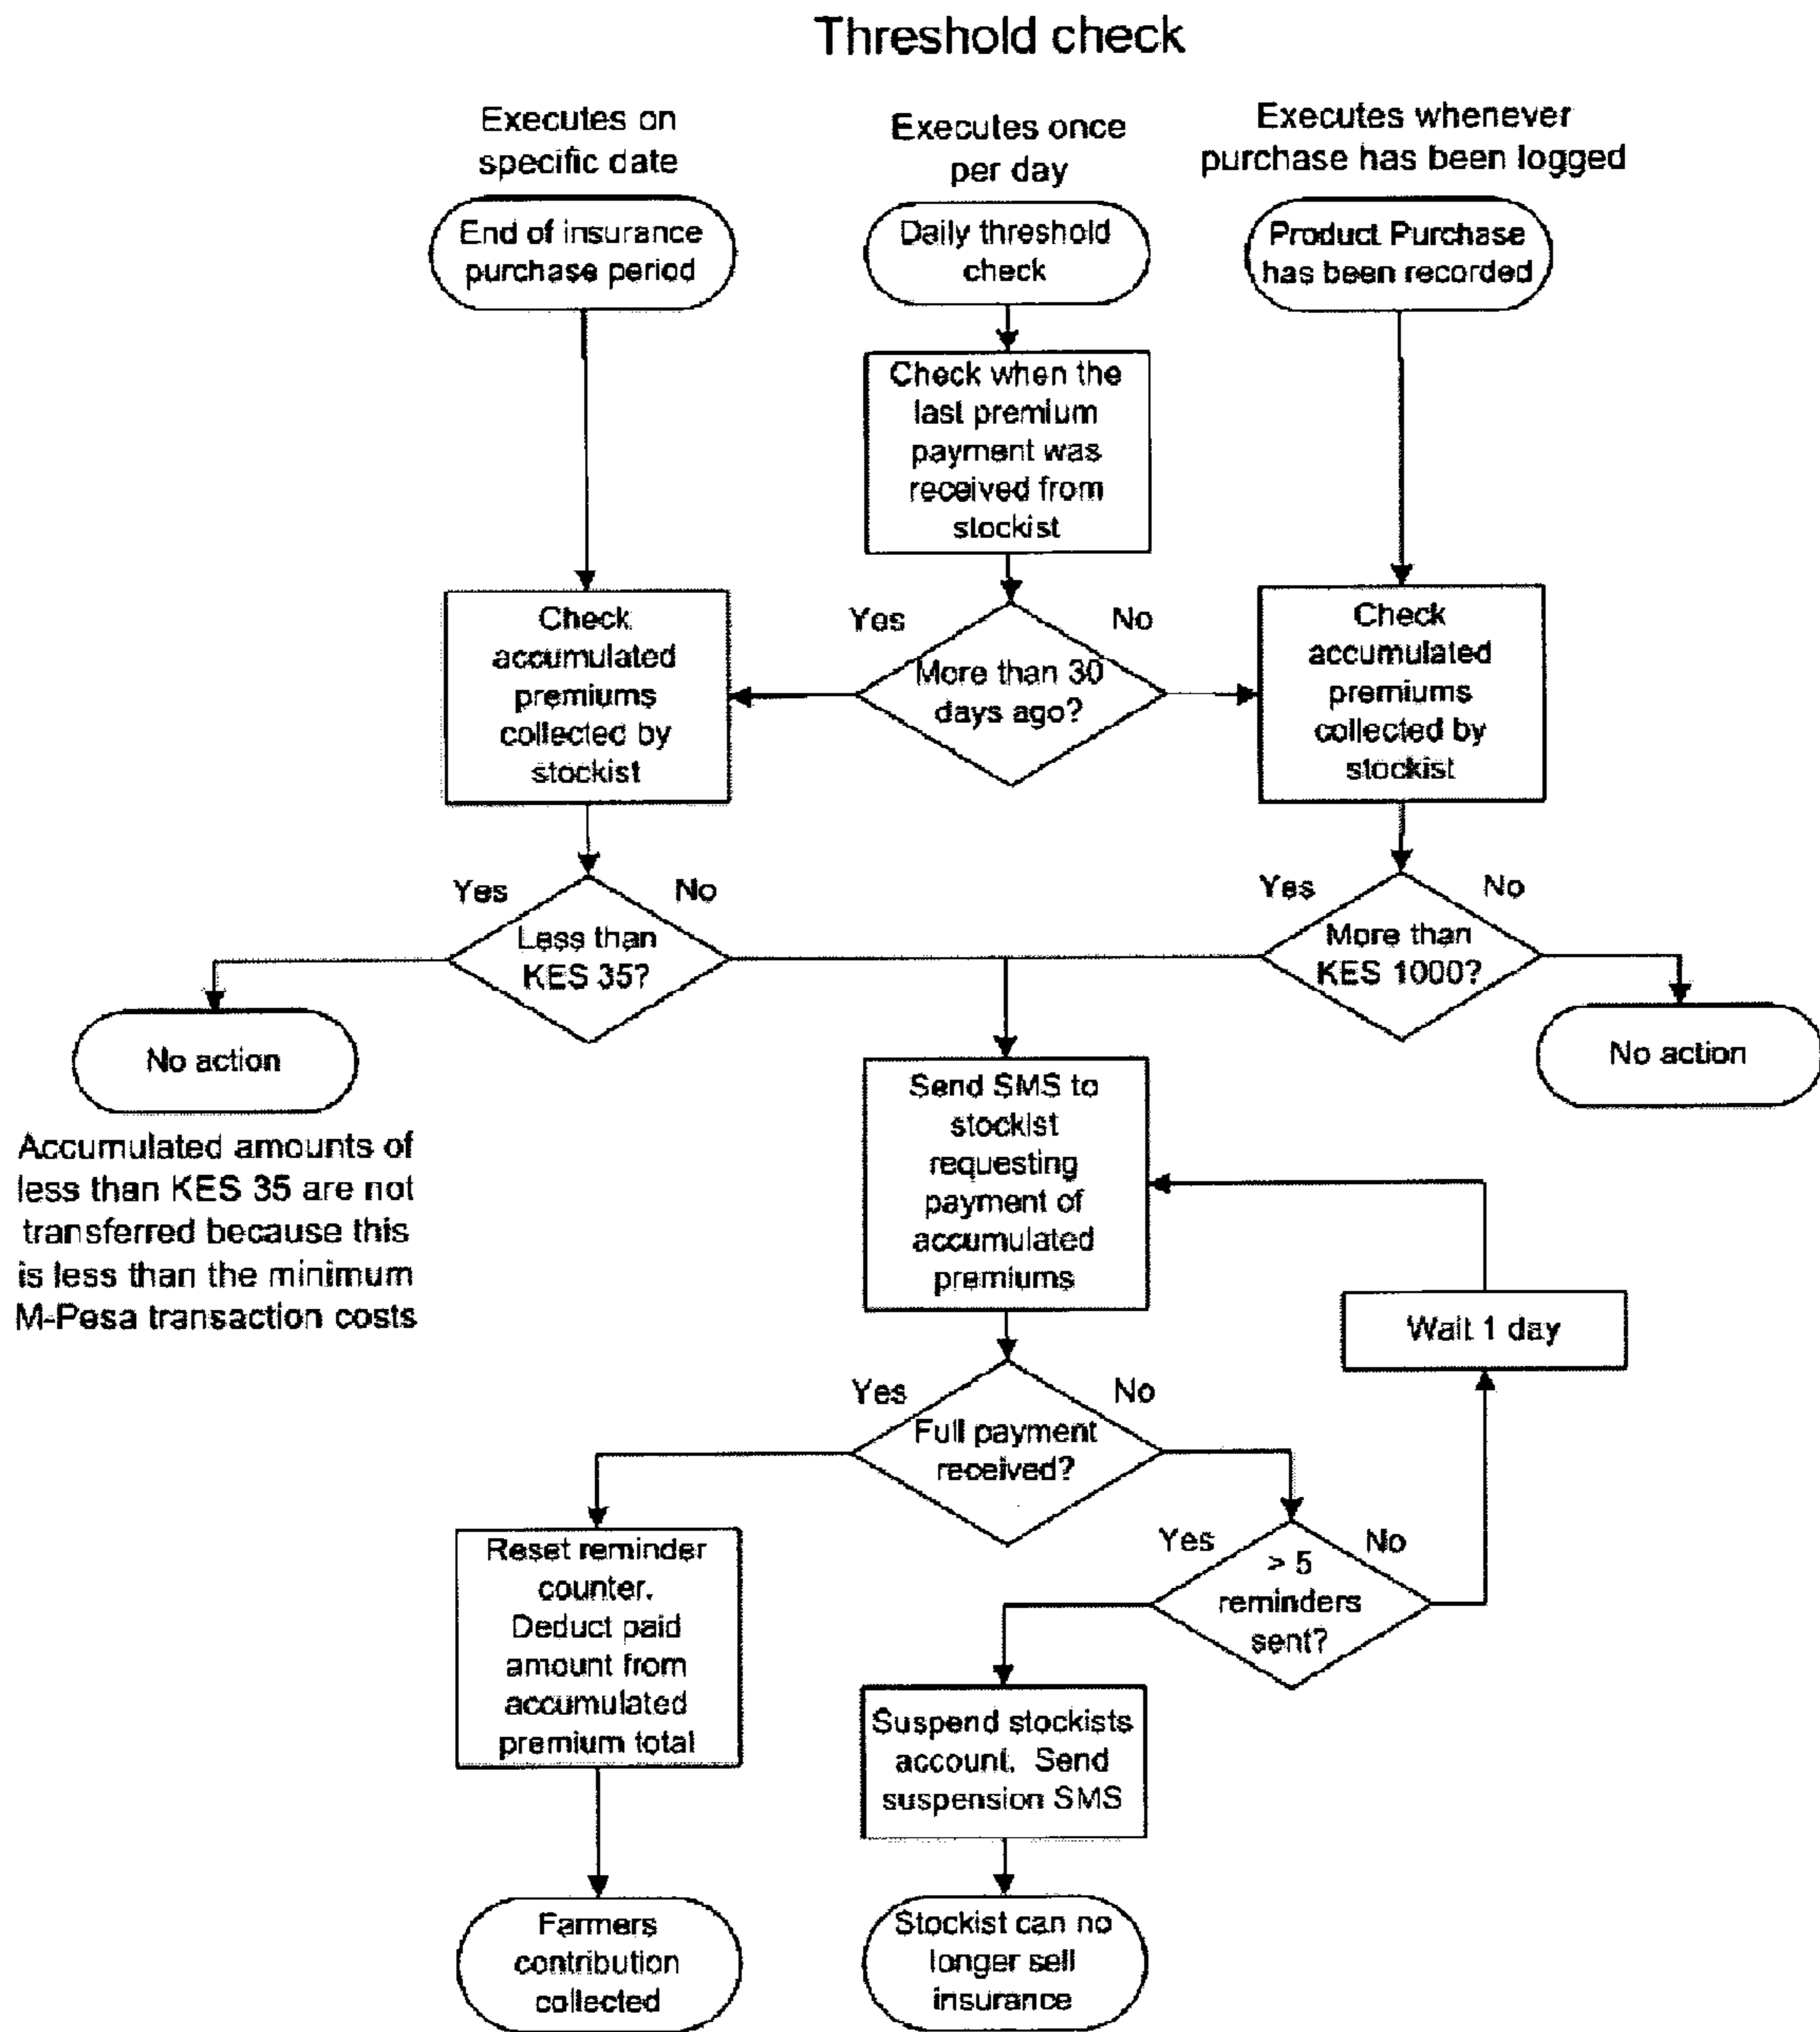 Threshold check
Executes on
specific date
Executes once
per day
Executes whenever
purchase has been logged
End of insurance
purchase period
Daily threshold
check
Product Purchase
has been recorded
Check when the
last premium
payment was
received from
stockist
Yes
No
More than 30
days ago?
Check
accumulated
premiums
collected by
stockist
Check
accumulated
premiums
collected by
stockist
Yes
No
Less than
KES 35?
Yes
No
More than
KES 1000?
No action
No action
Accumulated amounts of
less than KES 35 are not
transferred because this
is less than the minimum
M-Pesa transaction costs
Send SMS to
stockist
requesting
payment of
accumulated
premiums
Wait 1 day
Yes
No
Full payment
received?
Yes
No
> 5
reminders
sent?
Reset reminder
counter.
Deduct paid
amount from
accumulated
premium total
Suspend stockists
account. Send
suspension SMS
Farmers
contribution
collected
Stockist can no
longer sell
insurance